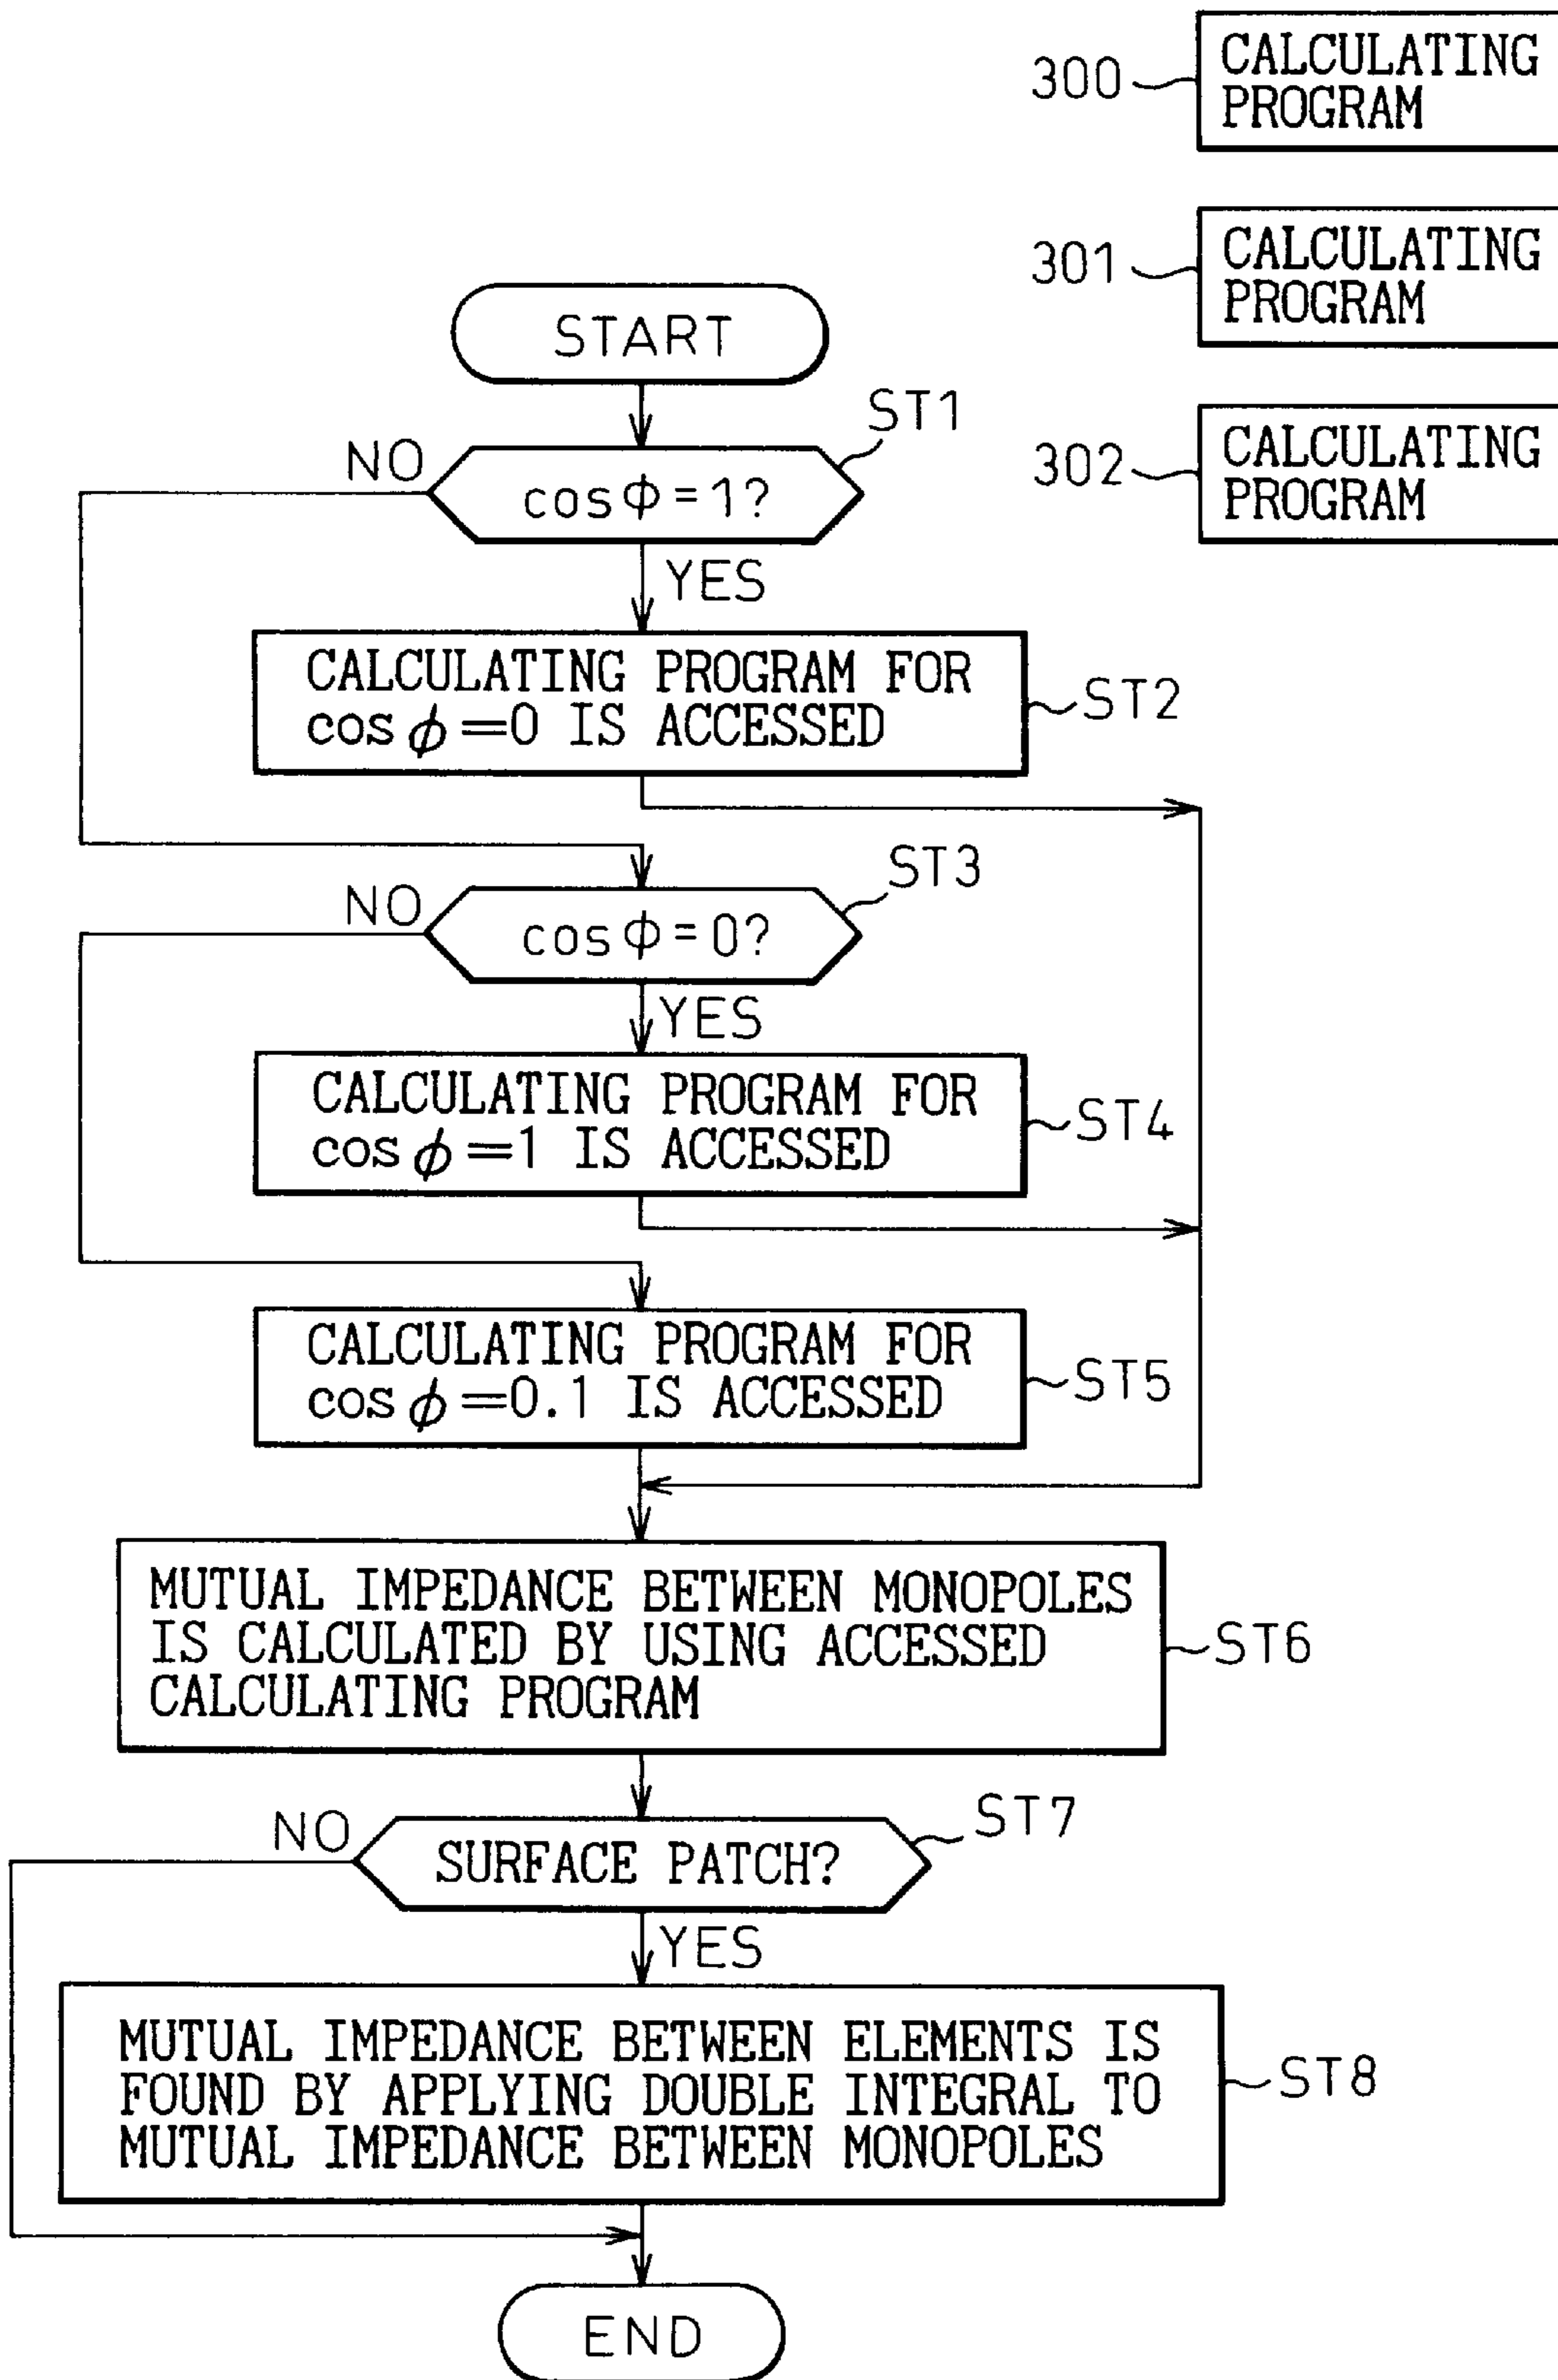 300
CALCULATING
PROGRAM
301
CALCULATING
PROGRAM
302
CALCULATING
PROGRAM
START
ST1
NO
cos ϕ = 1?
YES
CALCULATING PROGRAM FOR
cos ϕ = 0 IS ACCESSED
ST2
ST3
NO
cos ϕ = 0?
YES
CALCULATING PROGRAM FOR
cos ϕ = 1 IS ACCESSED
ST4
CALCULATING PROGRAM FOR
cos ϕ = 0.1 IS ACCESSED
ST5
MUTUAL IMPEDANCE BETWEEN MONOPOLES
IS CALCULATED BY USING ACCESSED
CALCULATING PROGRAM
ST6
ST7
NO
SURFACE PATCH?
YES
MUTUAL IMPEDANCE BETWEEN ELEMENTS IS
FOUND BY APPLYING DOUBLE INTEGRAL TO
MUTUAL IMPEDANCE BETWEEN MONOPOLES
ST8
END